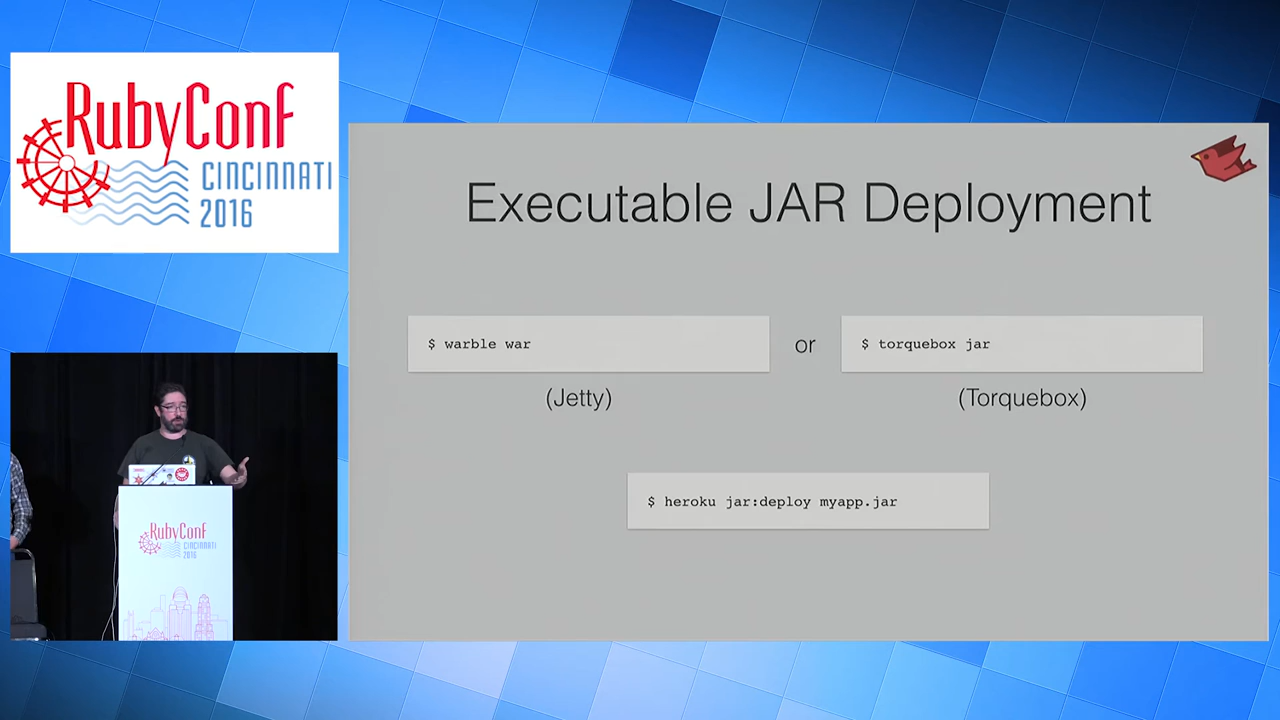 RubyConf
CINCINNATI
2016
Executable JAR Deployment
$ warble war
or
$ torquebox jar
(Jetty)
(Torquebox)
$ heroku jar:deploy myapp.jar
RubyConf
CINCINNATI
2016